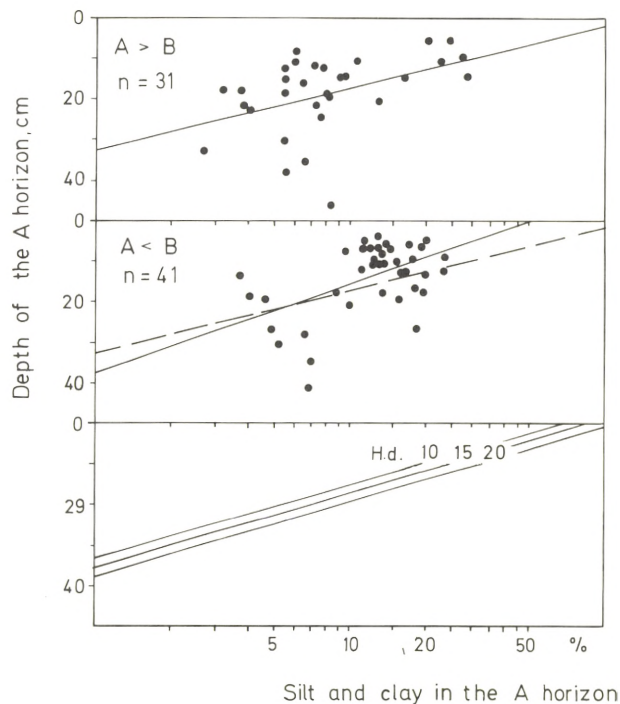 Depth of the A horizon, cm
0
A > B
n = 31
20
40
0
A < B
n = 41
20
40
0
H.d. 10 15 20
29
40
5 10 20 50 %
Silt and clay in the A horizon